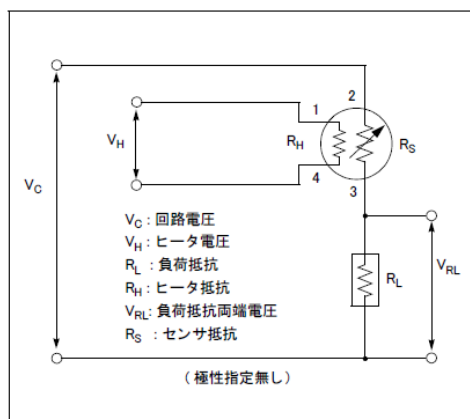 2
1
V_H
R_H
R_S
4
3
V_C
V_C : 回路電圧
V_H : ヒータ電圧
R_L : 負荷抵抗
R_H : ヒータ抵抗
V_RL: 負荷抵抗両端電圧
R_S : センサ抵抗
R_L
V_RL
( 極性指定無し )